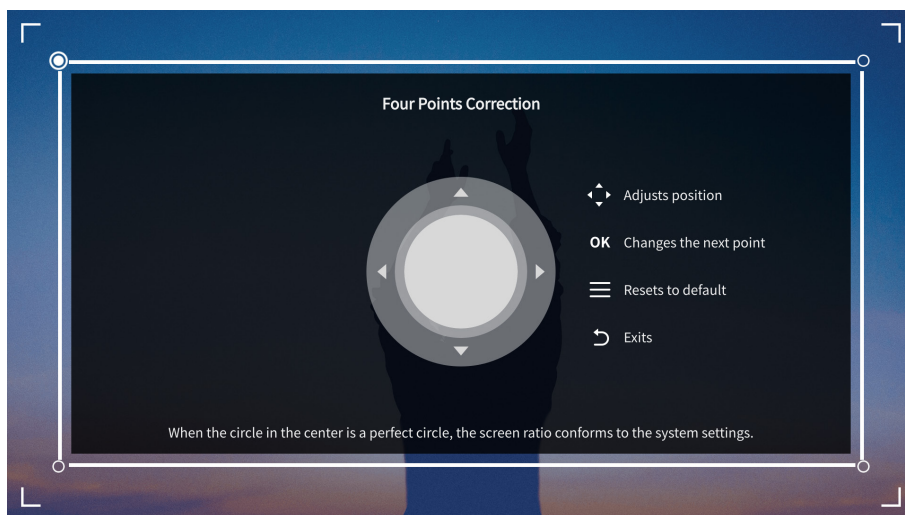 Four Points Correction
Adjusts position
OK Changes the next point
Resets to default
Exits
When the circle in the center is a perfect circle, the screen ratio conforms to the system settings.